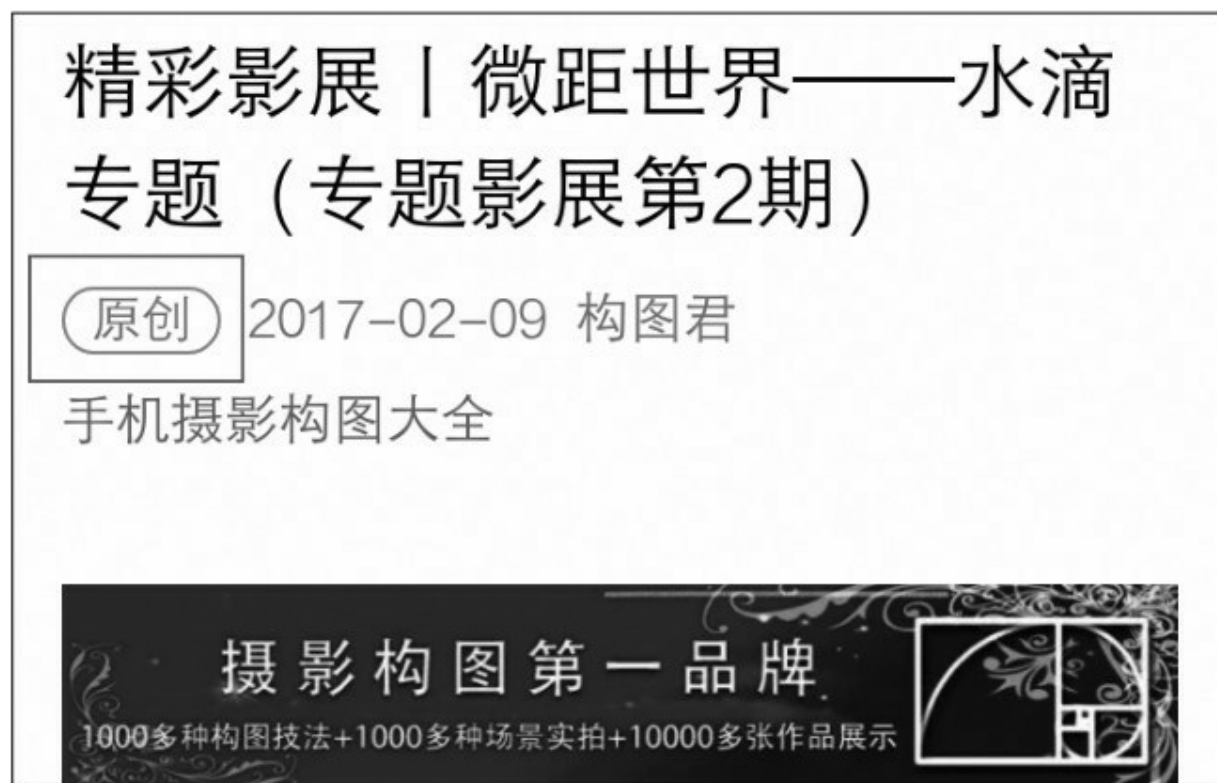 精彩影展丨微距世界——水滴
专题（专题影展第2期）
原创 2017-02-09 构图君
手机摄影构图大全
摄影构图第一品牌
1000多种构图技法+1000多种场景实拍+10000多张作品展示